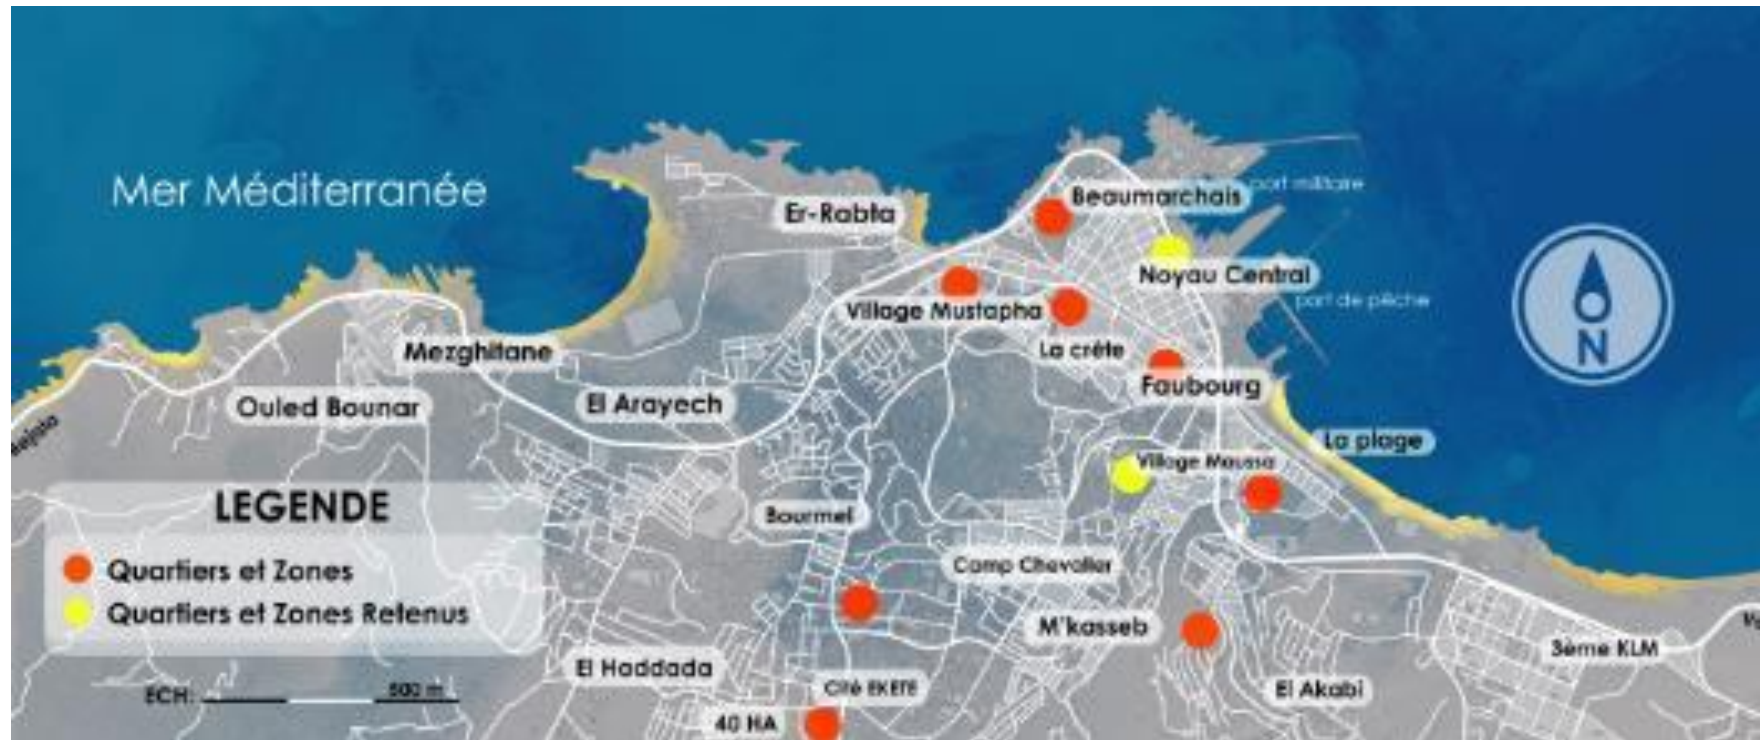 port militaire
Beaumarchais
Mer Méditerranée
Er-Rabta
Noyau Central
port de pêche
Village Mustapha
La crête
Mezghitane
Faubourg
El Arayech
Ouled Bounar
La plage
Village Moussa
N
LEGENDE
Bourmel
Camp Chevalier
Quartiers et Zones
Quartiers et Zones Retenus
M'kasseb
3ème KLM
El Haddada
ECH: 500 m
Cité EKETE
El Akabi
40 HA